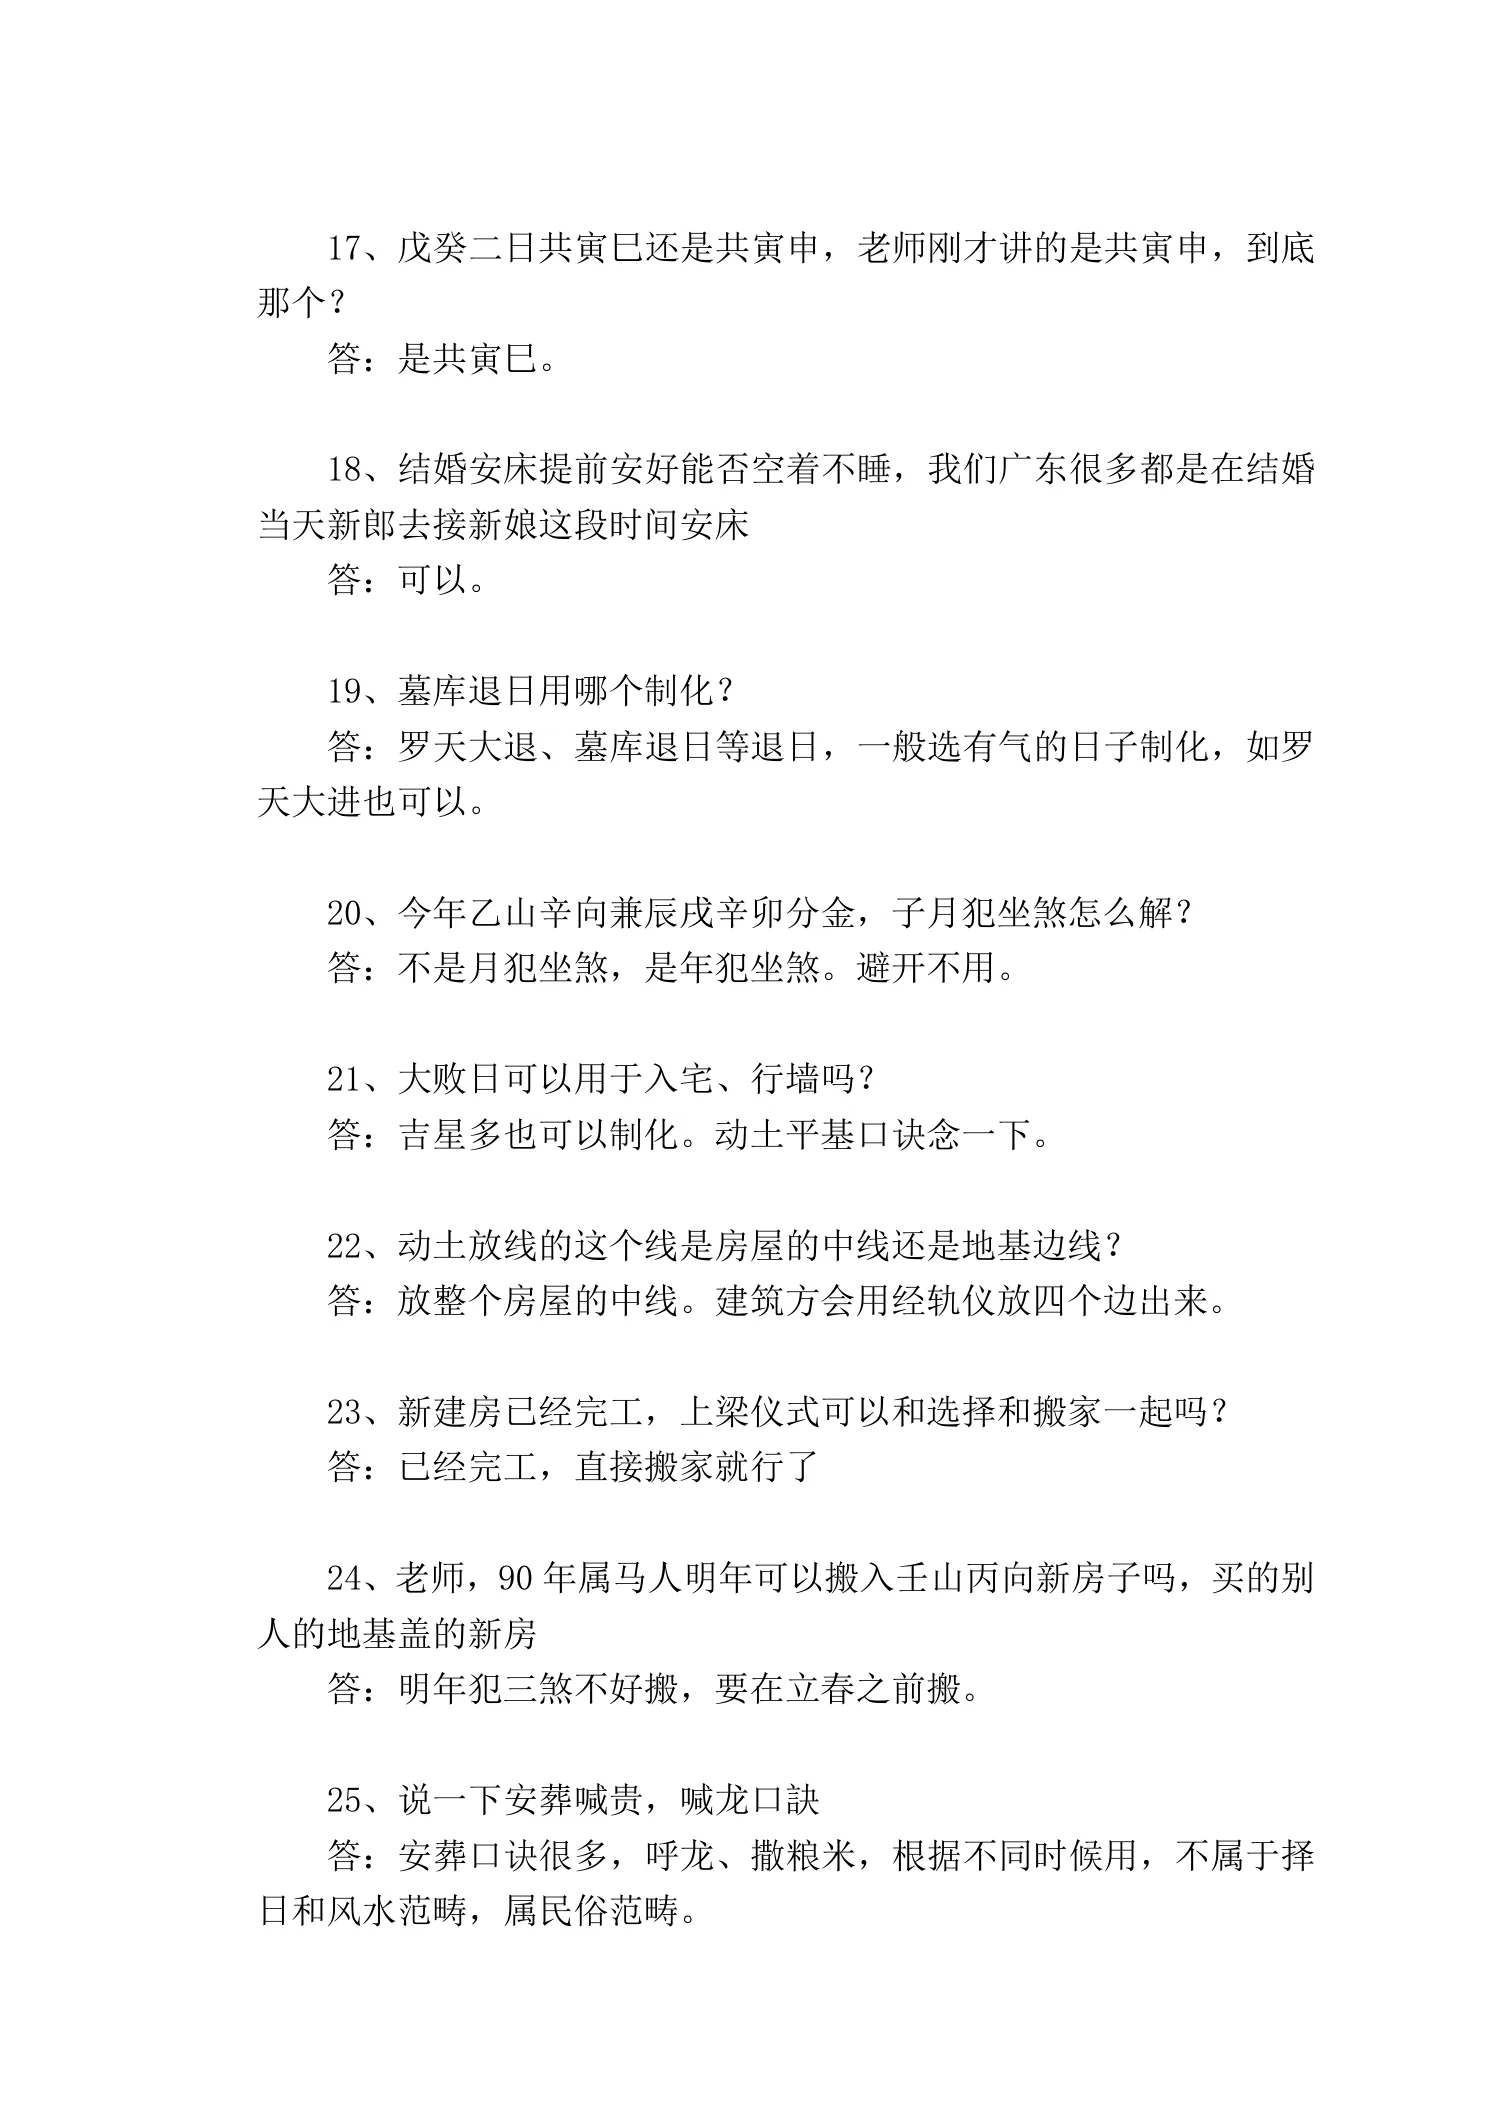 17、戊癸二日共寅巳还是共寅申，老师刚才讲的是共寅申，到底
那个？
答：是共寅巳。
18、结婚安床提前安好能否空着不睡，我们广东很多都是在结婚
当天新郎去接新娘这段时间安床
答：可以。
19、墓库退日用哪个制化？
答：罗天大退、墓库退日等退日，一般选有气的日子制化，如罗
天大进也可以。
20、今年乙山辛向兼辰戌辛卯分金，子月犯坐煞怎么解？
答：不是月犯坐煞，是年犯坐煞。避开不用。
21、大败日可以用于入宅、行墙吗？
答：吉星多也可以制化。动土平基口诀念一下。
22、动土放线的这个线是房屋的中线还是地基边线？
答：放整个房屋的中线。建筑方会用经轨仪放四个边出来。
23、新建房已经完工，上梁仪式可以和选择和搬家一起吗？
答：已经完工，直接搬家就行了
24、老师，90 年属马人明年可以搬入壬山丙向新房子吗，买的别
人的地基盖的新房
答：明年犯三煞不好搬，要在立春之前搬。
25、说一下安葬喊贵，喊龙口訣
答：安葬口诀很多，呼龙、撒粮米，根据不同时候用，不属于择
日和风水范畴，属民俗范畴。